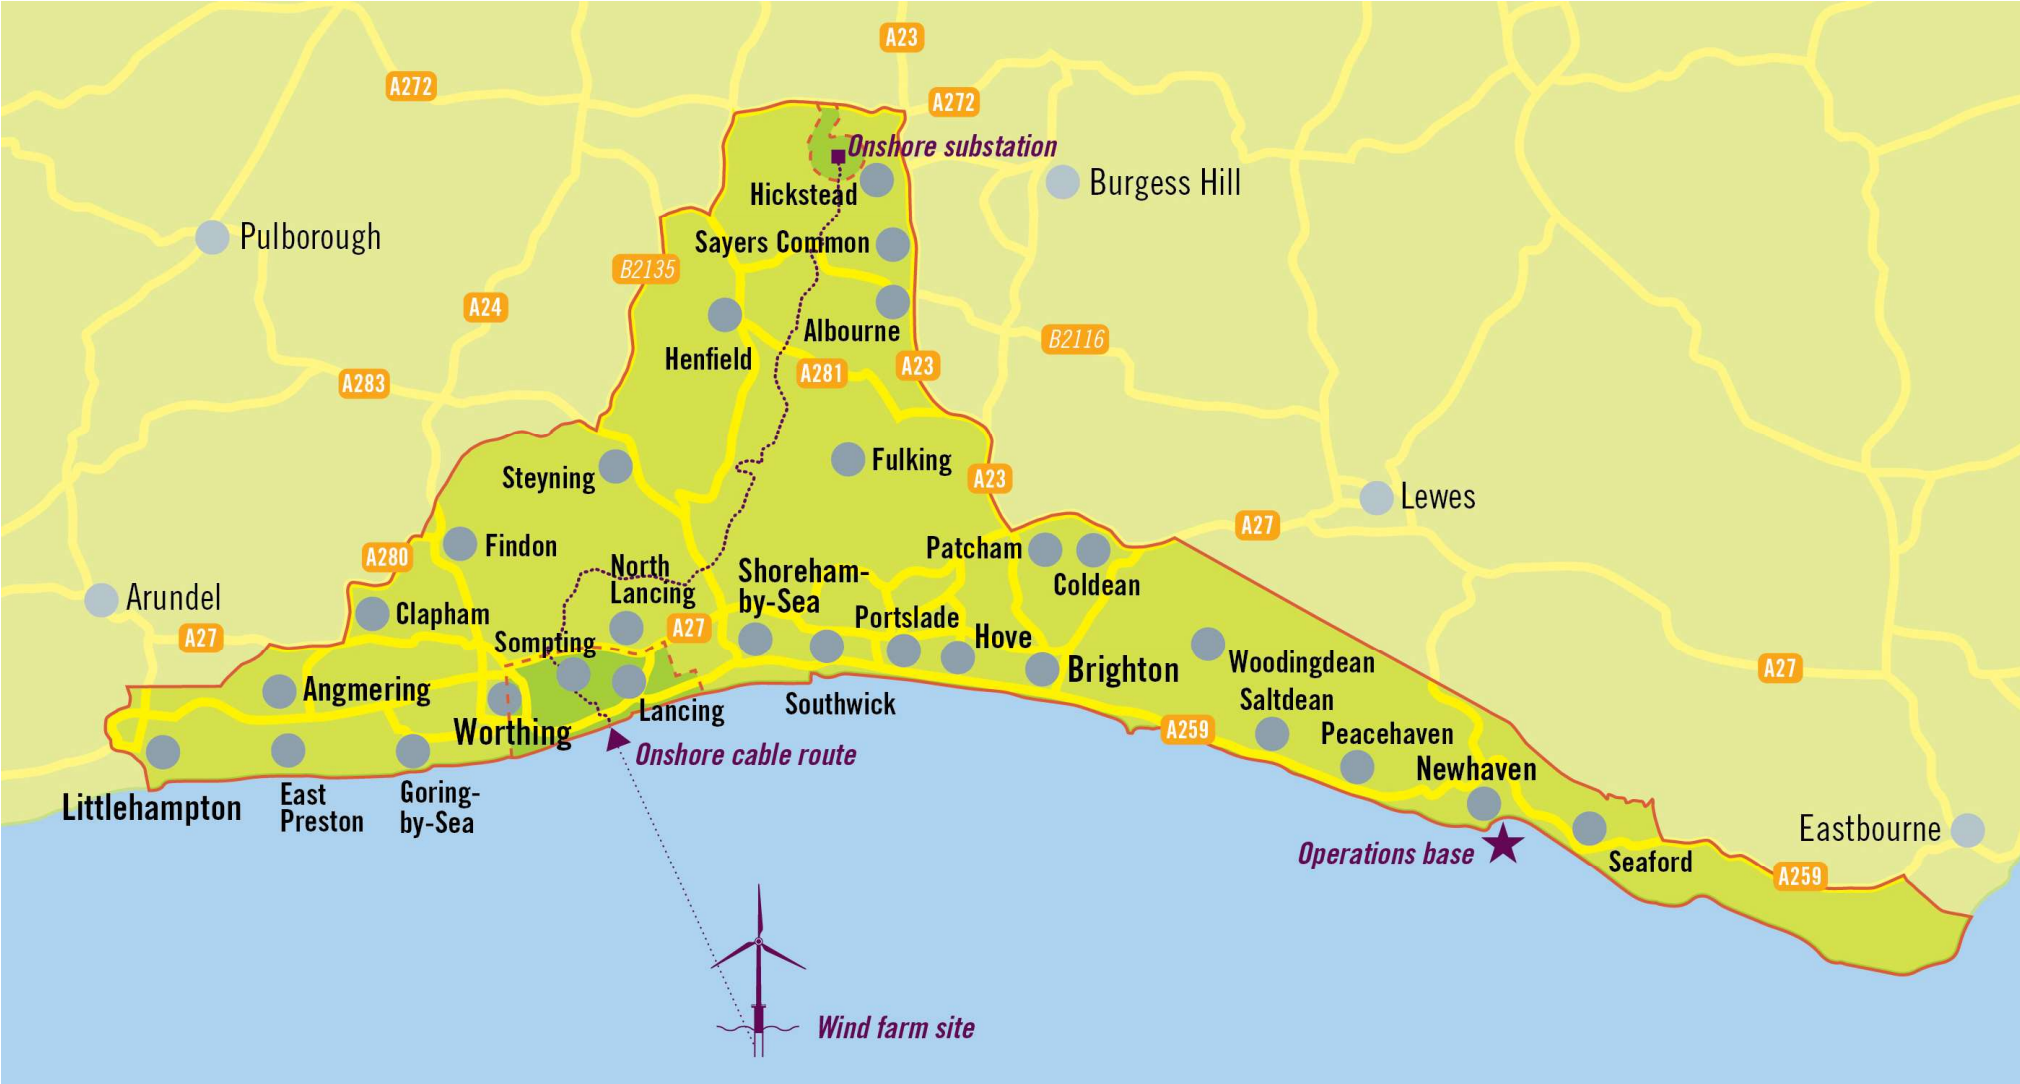 A23
A272
A272
Onshore substation
Burgess Hill
Hickstead
Pulborough
Sayers Common
B2135
A24
Albourne
B2116
Henfield
A281
A23
A283
Fulking
Steyning
A23
Lewes
A27
Findon
Patcham
A280
North
Lancing
Shoreham-
by-Sea
Coldean
Arundel
Clapham
Portslade
A27
Sompting
A27
Hove
Woodingdean
Brighton
A27
Angmering
Saltdean
Lancing
Southwick
Worthing
A259
Peacehaven
Onshore cable route
Newhaven
Littlehampton
East
Preston
Goring-
by-Sea
Eastbourne
Operations base
Seaford
A259
Wind farm site